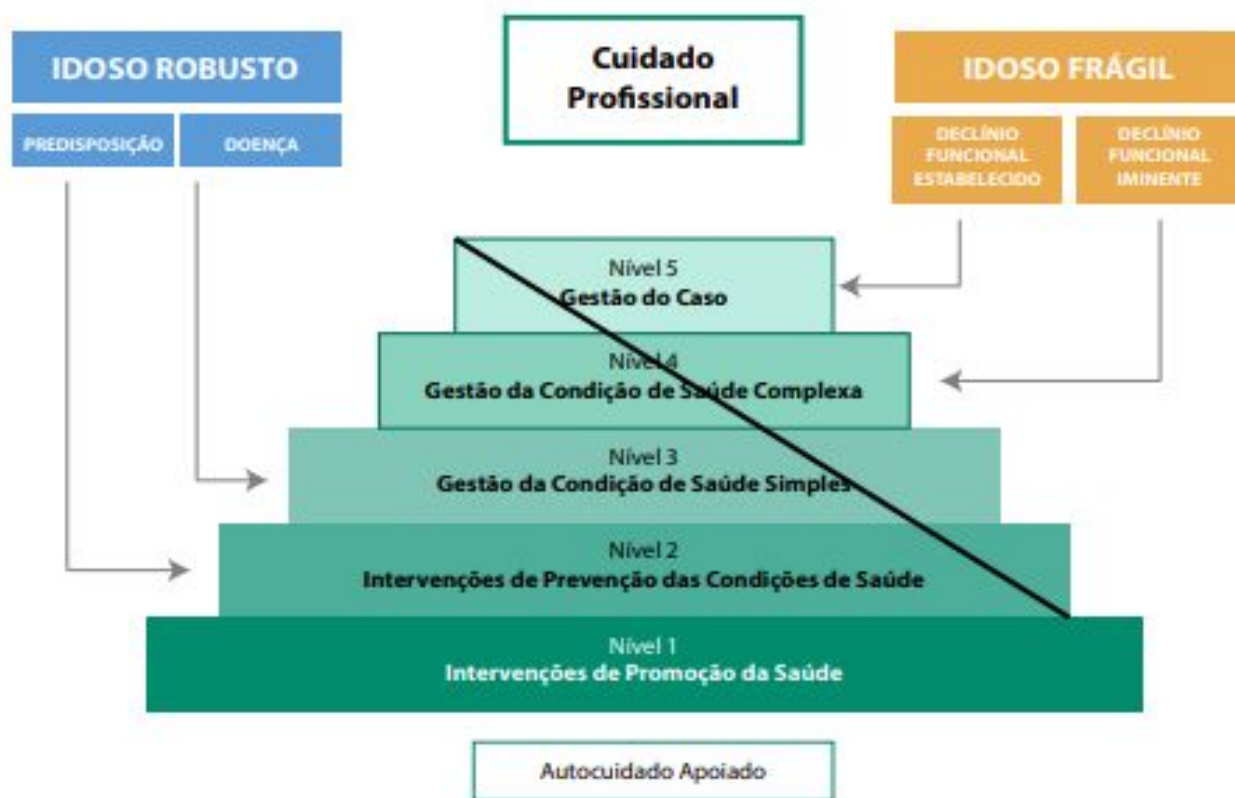 IDOSO ROBUSTO
PREDISPOSIÇÃO
DOENÇA
Cuidado
Profissional
IDOSO FRÁGIL
DECLÍNIO
FUNCIONAL
ESTABELECIDO
DECLÍNIO
FUNCIONAL
IMINENTE
Nível 5
Gestão do Caso
Nível 4
Gestão da Condição de Saúde Complexa
Nível 3
Gestão da Condição de Saúde Simples
Nível 2
Intervenções de Prevenção das Condições de Saúde
Nível 1
Intervenções de Promoção da Saúde
Autocuidado Apoiado